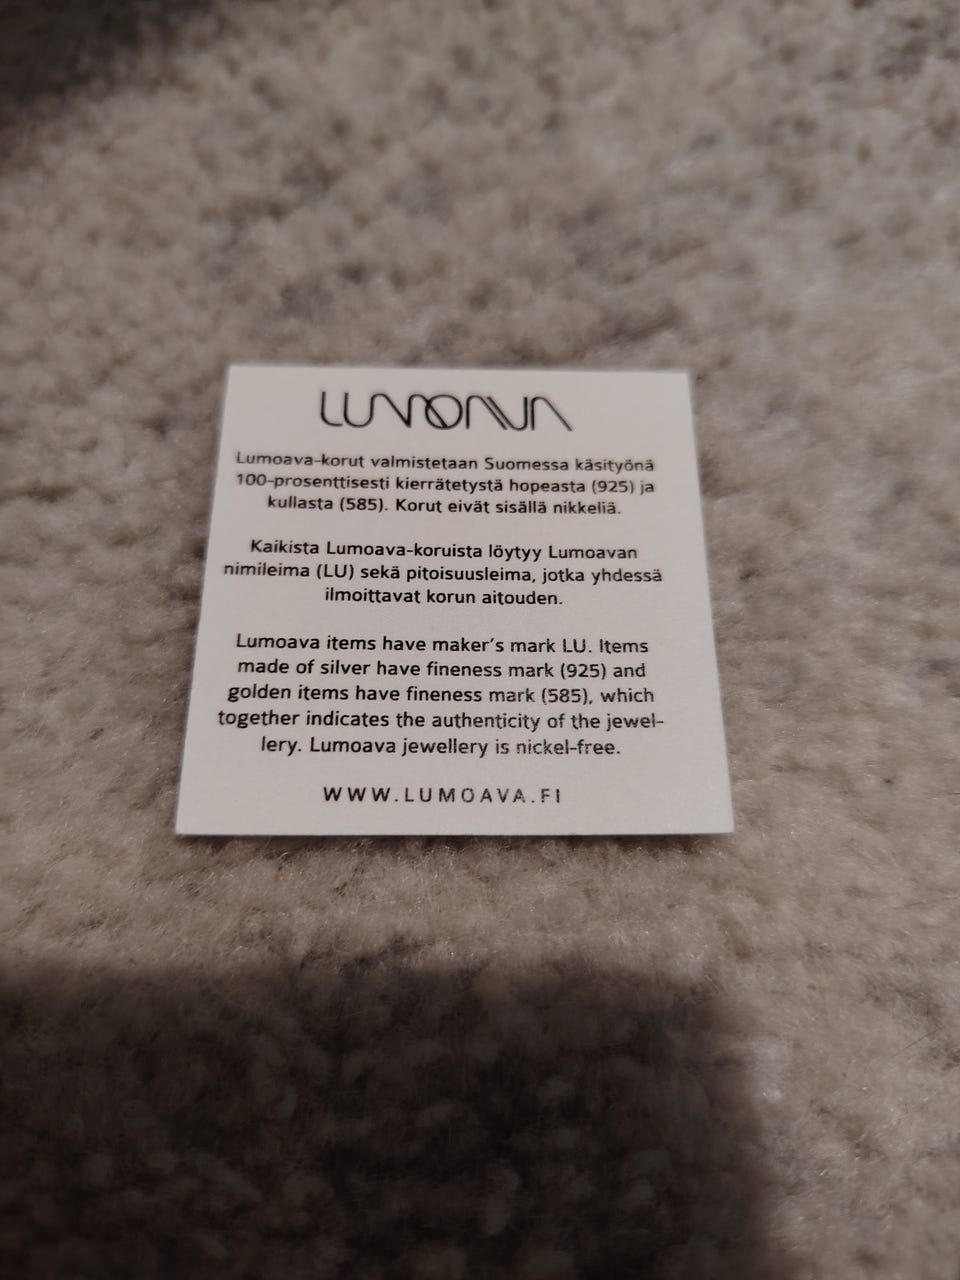 LUMOAVA
Lumoava-korut valmistetaan Suomessa käsityönä
100-prosenttisesti kierrätetystä hopeasta (925) ja
kullasta (585). Korut eivät sisällä nikkeliä.
Kaikista Lumoava-koruista löytyy Lumoavan
nimileima (LU) sekä pitoisuusleima, jotka yhdessä
ilmoittavat korun aitouden.
Lumoava items have maker's mark LU. Items
made of silver have fineness mark (925) and
golden items have fineness mark (585), which
together indicates the authenticity of the jewel-
lery. Lumoava jewellery is nickel-free.
WWW.LUMOAVA.FI